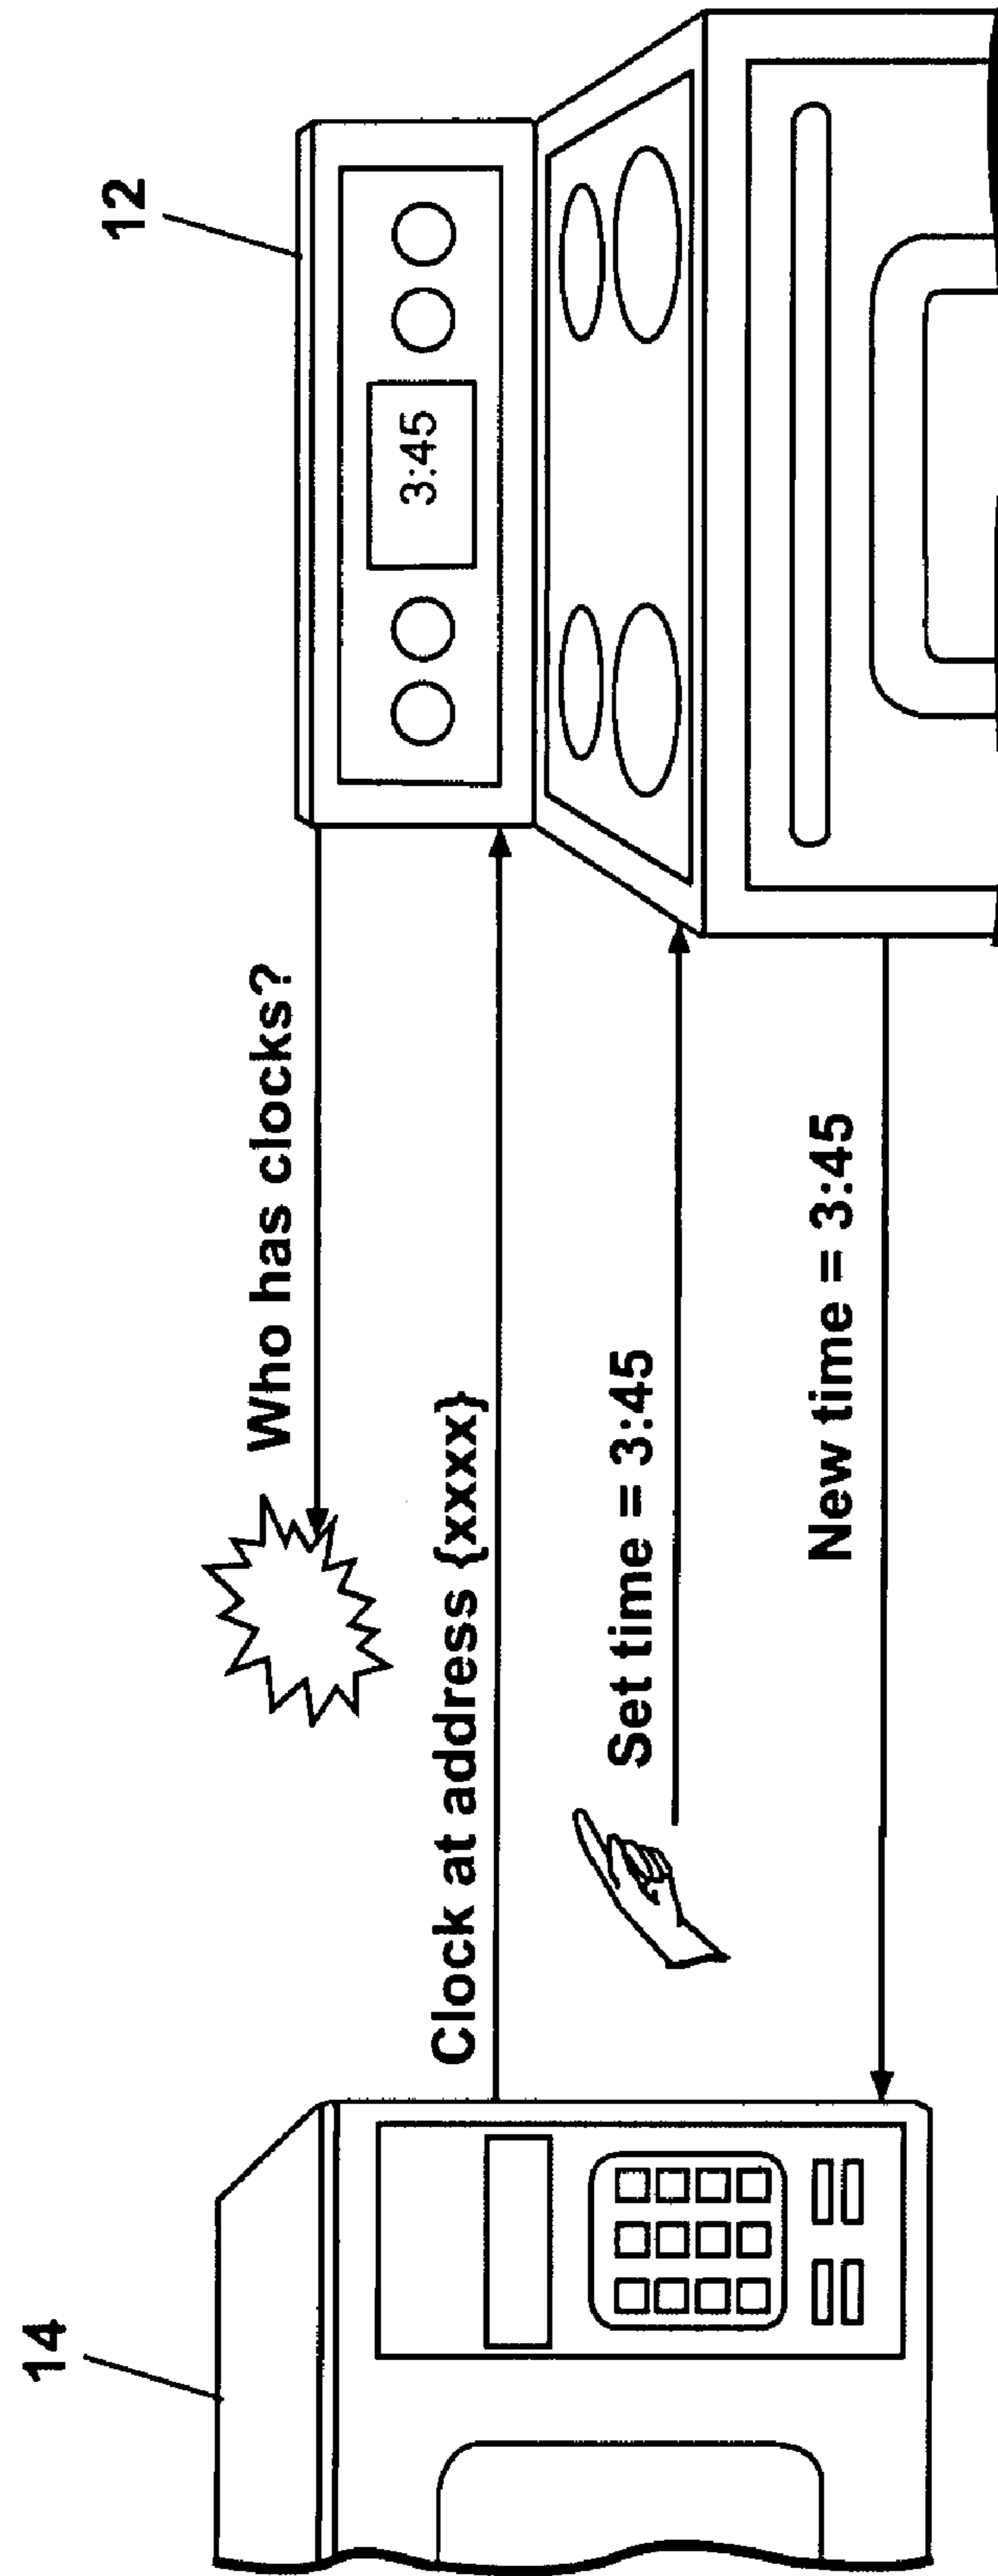 14
12
Who has clocks?
3:45
Clock at address {xxxx}
Set time = 3:45
New time = 3:45